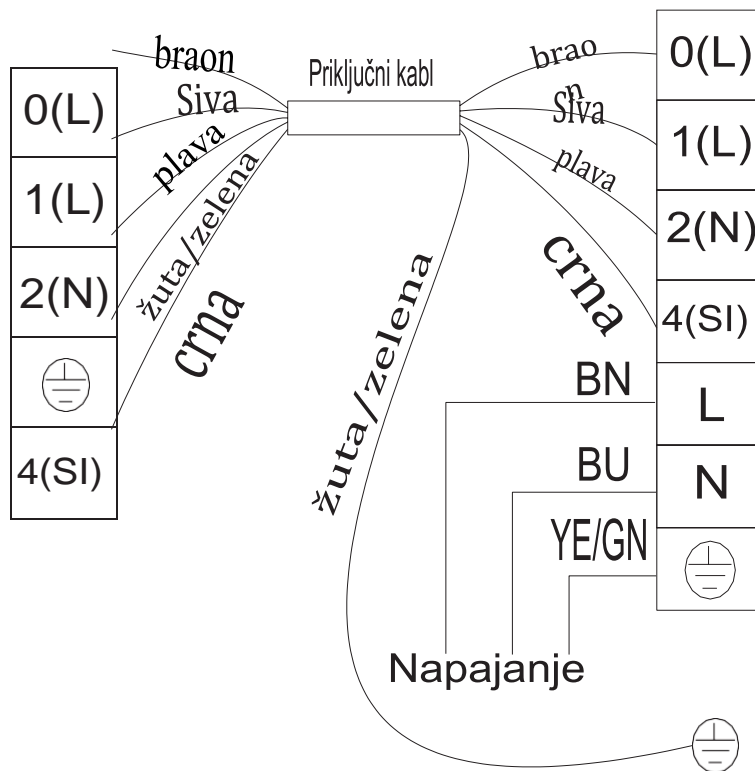 0(L)
1(L)
2(N)
4(SI)
braon
Siva
plava
žuta/zelena
crna
Priključni kabl
brao
n
Siva
plava
crna
žuta/zelena
0(L)
1(L)
2(N)
4(SI)
L
N
BN
BU
YE/GN
Napajanje